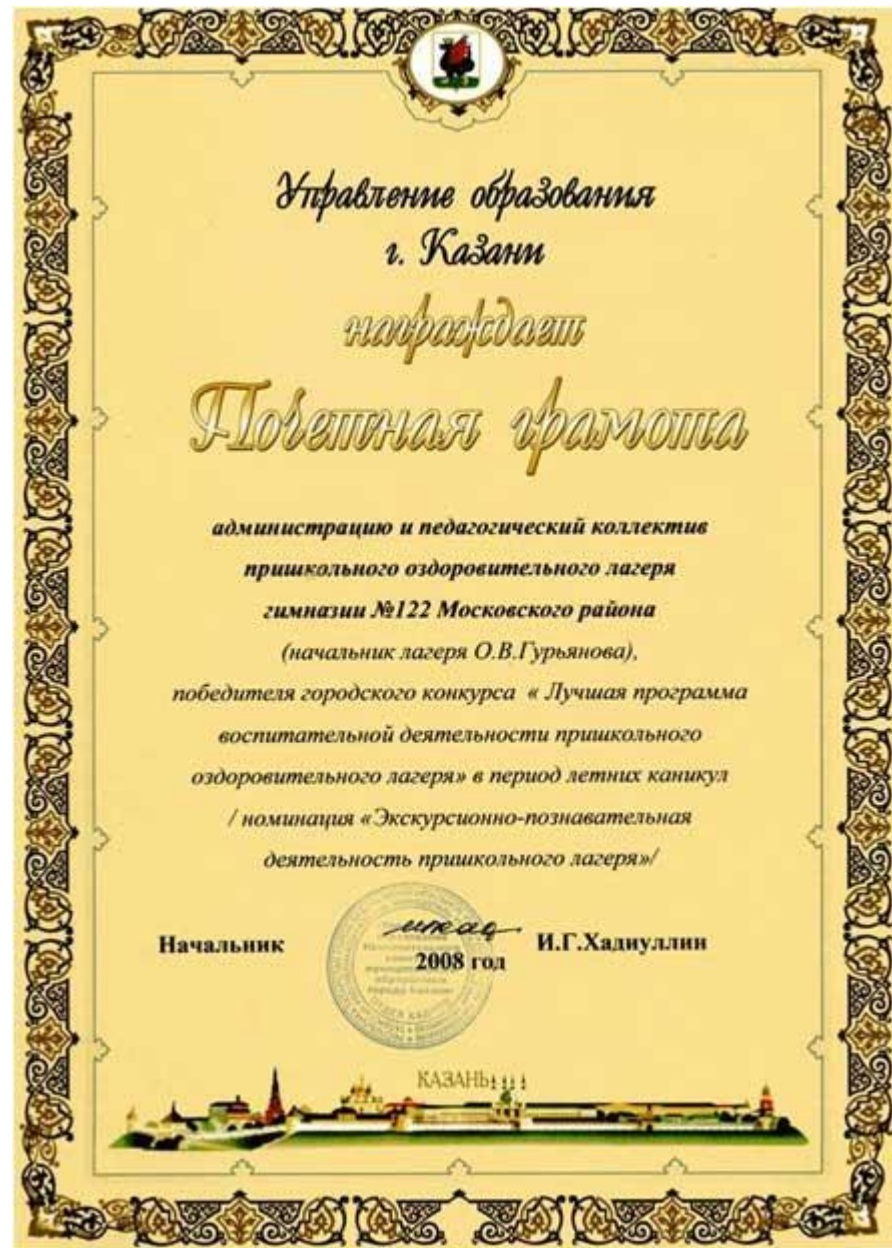 Управление образования
г. Казани
награждает
Почетная грамота
администрацию и педагогический коллектив
пришкольного оздоровительного лагеря
гимназии №122 Московского района
(начальник лагеря О.В.Гурьянова),
победителя городского конкурса « Лучшая программа
воспитательной деятельности пришкольного
оздоровительного лагеря» в период летних каникул
/ номинация «Экскурсионно-познавательная
деятельность пришкольного лагеря»/
Начальник И.Г.Хадиуллин
2008 год
КАЗАНЬ